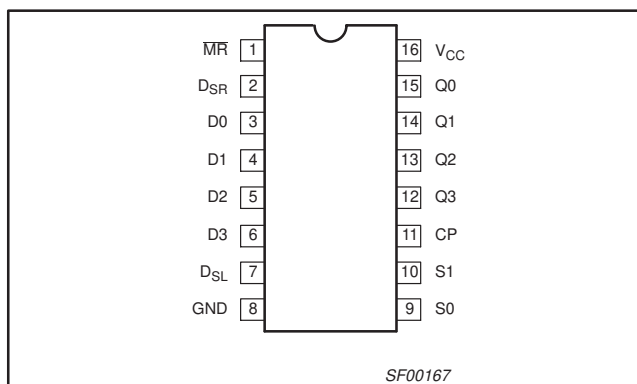 M̅R̅ 1 16 VCC
DSR 2 15 Q0
D0 3 14 Q1
D1 4 13 Q2
D2 5 12 Q3
D3 6 11 CP
DSL 7 10 S1
GND 8 9 S0
SF00167